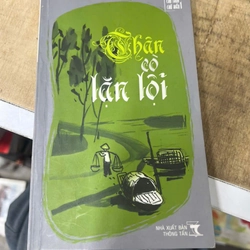 Thân
cò
lặn lội
NHÀ XUẤT BẢN
THÔNG TẤN